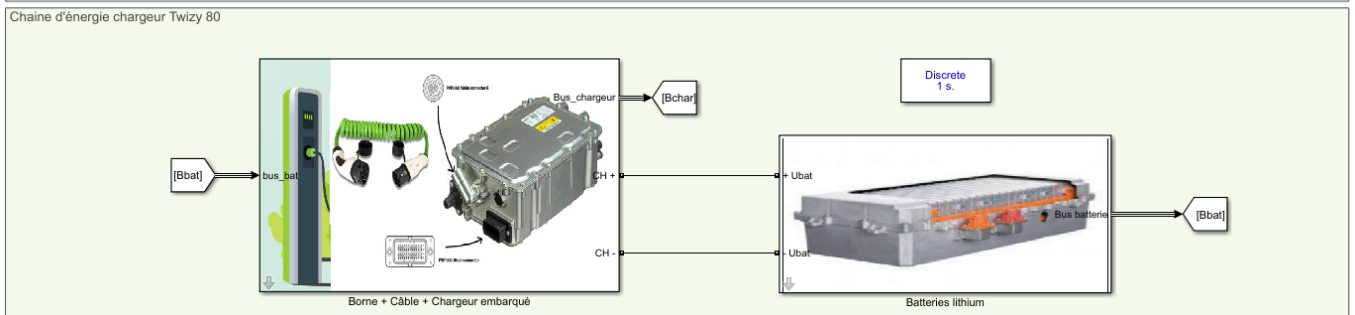 Chaine d'énergie chargeur Twizy 80
Discrete
1 s.
Bus_chargeur
[Bchar]
[Bbat]
bus_bat
CH +
+ Ubat
Bus batterie
[Bbat]
CH -
- Ubat
Borne + Câble + Chargeur embarqué
Batteries lithium